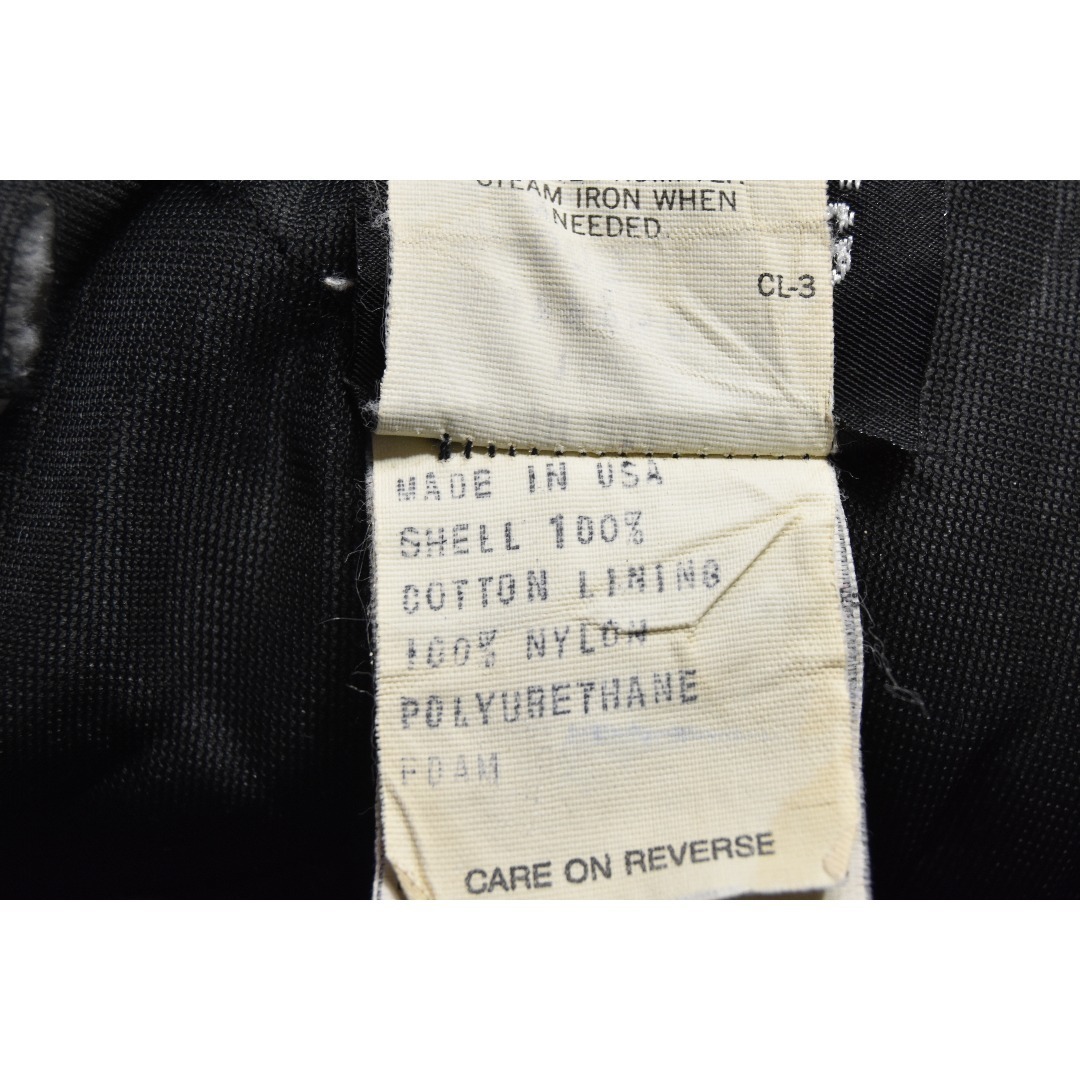 STEAM IRON WHEN
NEEDED.
CL-3
MADE IN USA
SHELL 100%
COTTON LINING
100% NYLON
POLYURETHANE
FOAM
CARE ON REVERSE